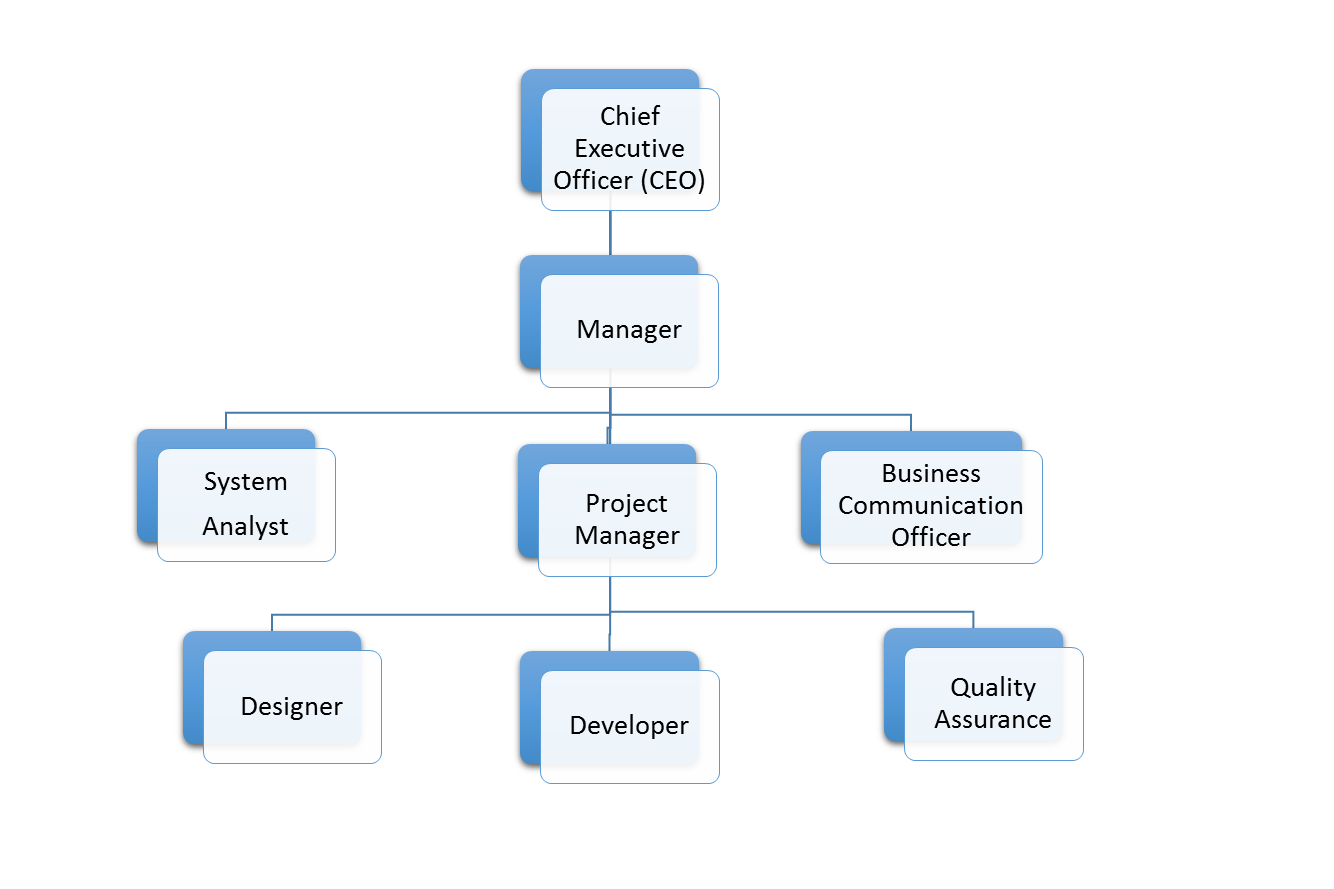 Chief
Executive
Officer (CEO)
Manager
System
Analyst
Project
Manager
Business
Communication
Officer
Designer
Developer
Quality
Assurance